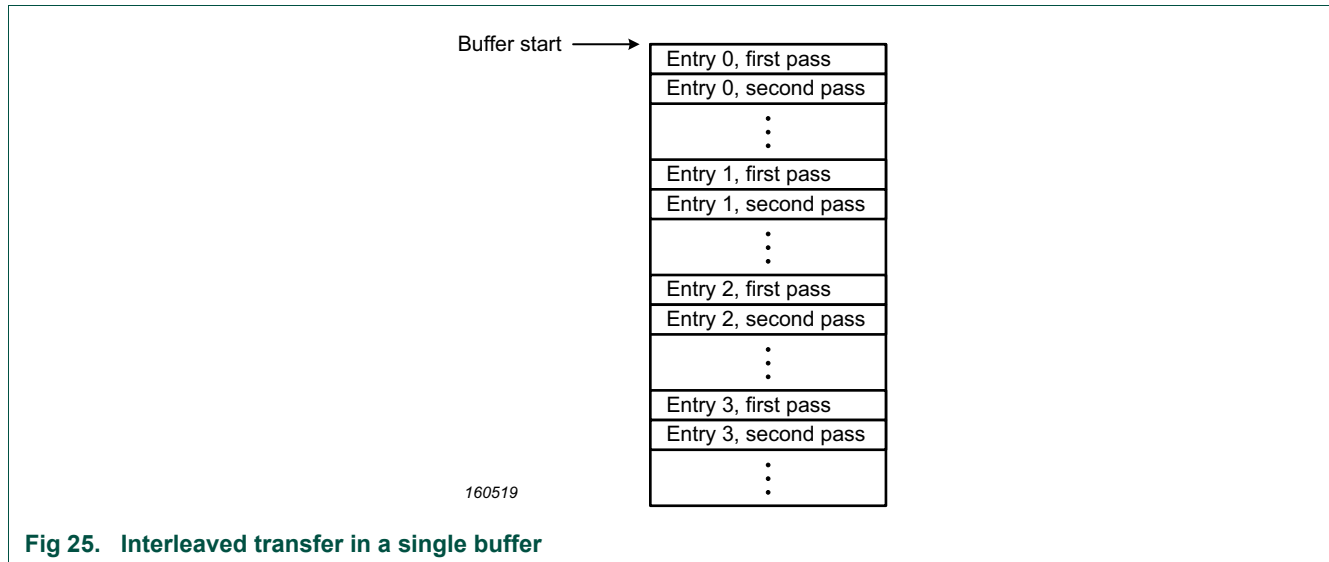 Buffer start
Entry 0, first pass
Entry 0, second pass
Entry 1, first pass
Entry 1, second pass
Entry 2, first pass
Entry 2, second pass
Entry 3, first pass
Entry 3, second pass
160519
Fig 25. Interleaved transfer in a single buffer